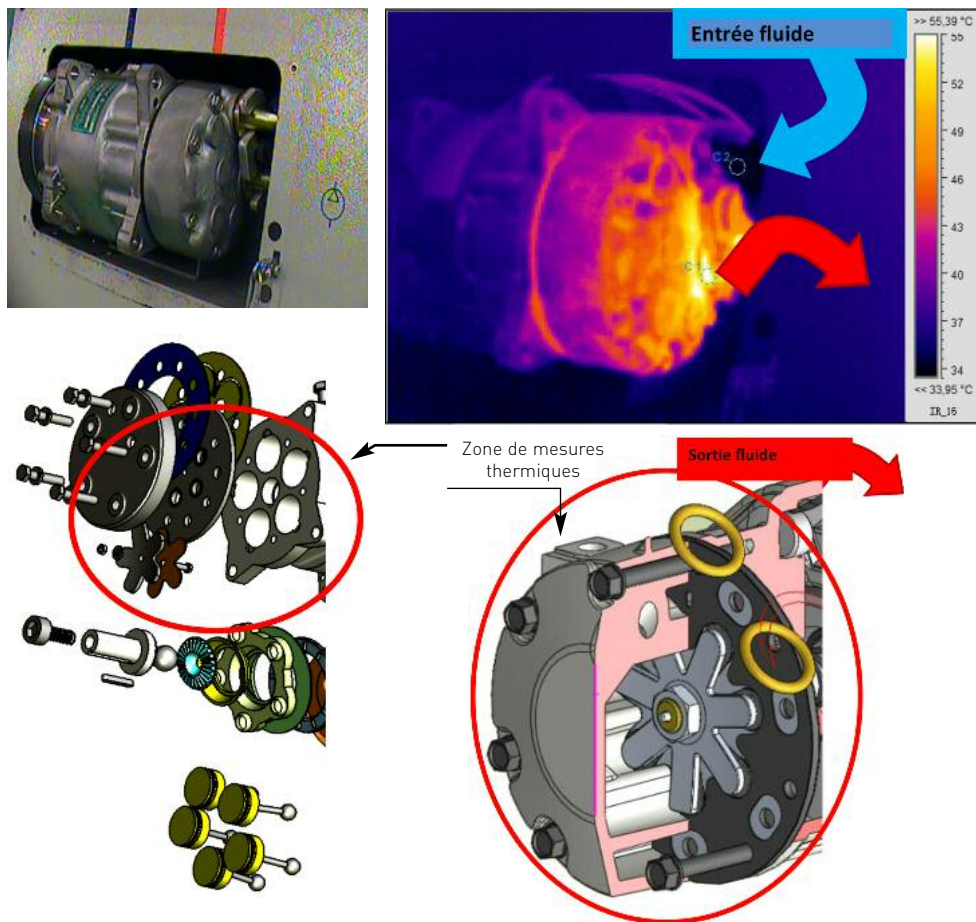 Entrée fluide
>> 55,39 °C
55
52
49
46
43
40
37
34
<< 33,95 °C
IR_16
C2
C1
Zone de mesures
thermiques
Sortie fluide